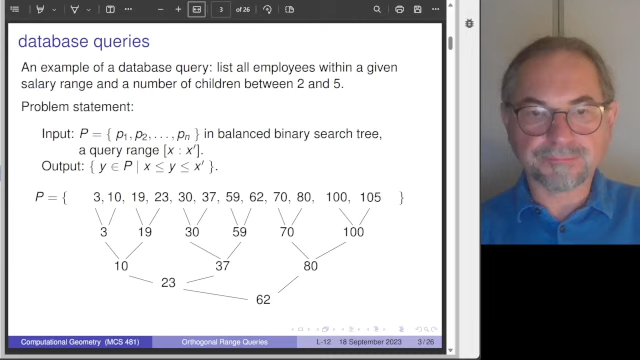 3 of 26
database queries
An example of a database query: list all employees within a given
salary range and a number of children between 2 and 5.
Problem statement:
Input: P = { p1, p2, . . . , pn } in balanced binary search tree,
a query range [x : x′].
Output: { y ∈ P | x ≤ y ≤ x′ }.
P = { 3, 10, 19, 23, 30, 37, 59, 62, 70, 80, 100, 105 }
3 19 30 59 70 100
10 37 80
23
62
Computational Geometry (MCS 481) Orthogonal Range Queries L-12 18 September 2023 3 / 26